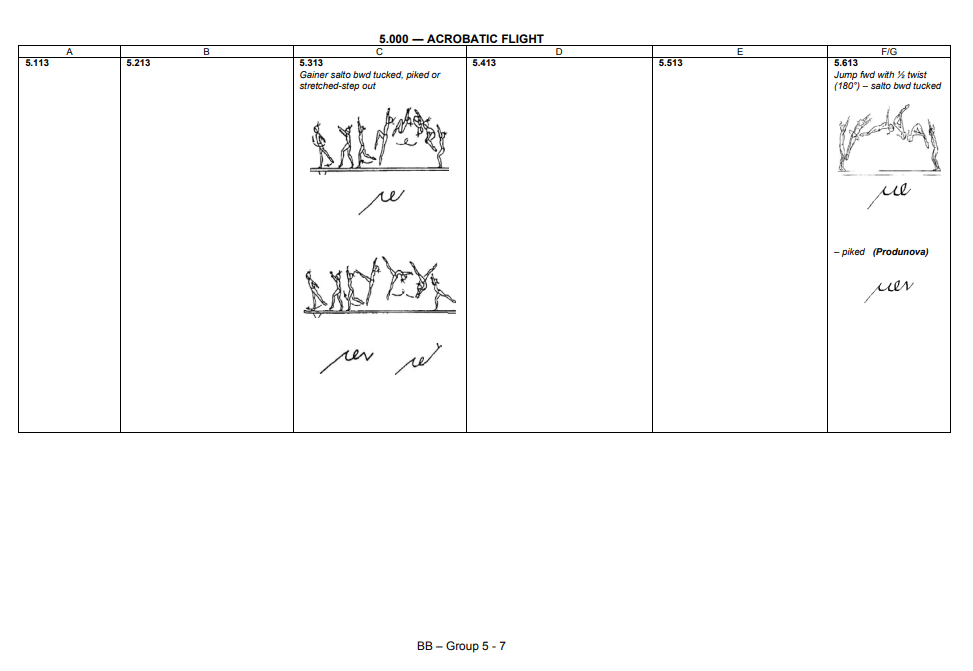 5.000 — ACROBATIC FLIGHT
A B C D E F/G
5.113 5.213 5.313 5.413 5.513 5.613
Gainer salto bwd tucked, piked or
stretched-step out
Jump fwd with ½ twist
(180°) – salto bwd tucked
– piked (Produnova)
BB – Group 5 - 7